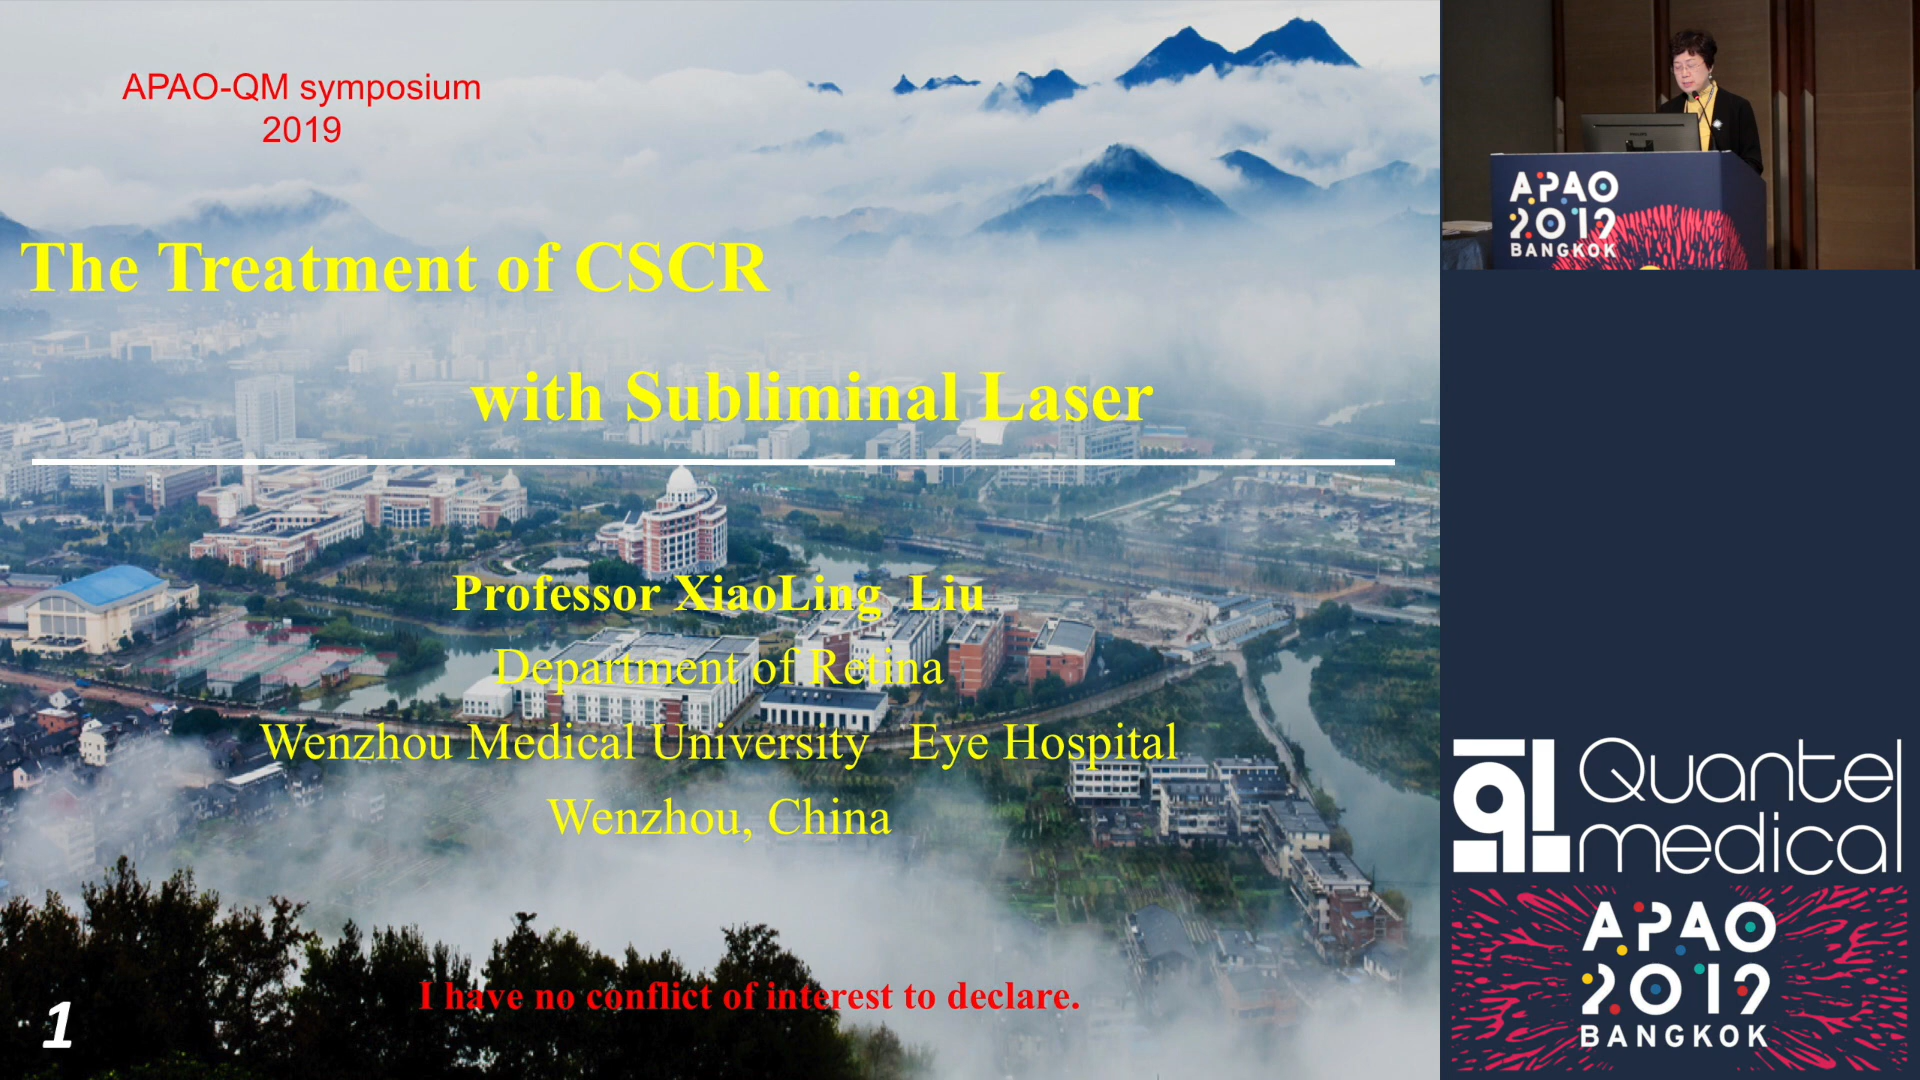 APAO-QM symposium
2019
The Treatment of CSCR
with Subliminal Laser
Professor XiaoLing Liu
Department of Retina
Wenzhou Medical University Eye Hospital
Wenzhou, China
I have no conflict of interest to declare.
1
APAO
2019
BANGKOK
Quantel
medical
APAO
2019
BANGKOK